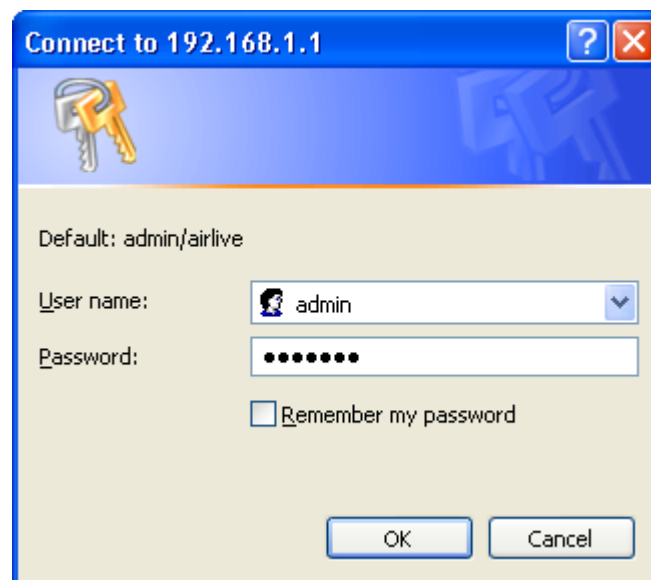 Connect to 192.168.1.1
Default: admin/airlive
User name:
admin
Password:
•••••••
Remember my password
OK
Cancel